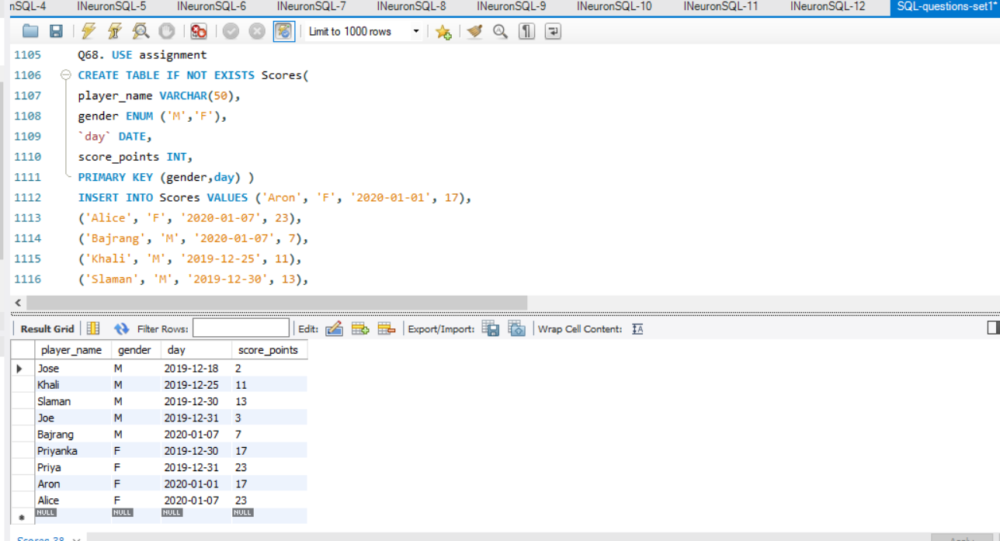 nSQL-4 INeuronSQL-5 INeuronSQL-6 INeuronSQL-7 INeuronSQL-8 INeuronSQL-9 INeuronSQL-10 INeuronSQL-11 INeuronSQL-12 SQL-questions-set1*
Limit to 1000 rows
1105 Q68. USE assignment
1106 CREATE TABLE IF NOT EXISTS Scores(
1107 player_name VARCHAR(50),
1108 gender ENUM ('M','F'),
1109 `day` DATE,
1110 score_points INT,
1111 PRIMARY KEY (gender,day) )
1112 INSERT INTO Scores VALUES ('Aron', 'F', '2020-01-01', 17),
1113 ('Alice', 'F', '2020-01-07', 23),
1114 ('Bajrang', 'M', '2020-01-07', 7),
1115 ('Khali', 'M', '2019-12-25', 11),
1116 ('Slaman', 'M', '2019-12-30', 13),
Result Grid Filter Rows: Edit: Export/Import: Wrap Cell Content:
player_name gender day score_points
Jose M 2019-12-18 2
Khali M 2019-12-25 11
Slaman M 2019-12-30 13
Joe M 2019-12-31 3
Bajrang M 2020-01-07 7
Priyanka F 2019-12-30 17
Priya F 2019-12-31 23
Aron F 2020-01-01 17
Alice F 2020-01-07 23
NULL NULL NULL NULL
Scores 38 Apply